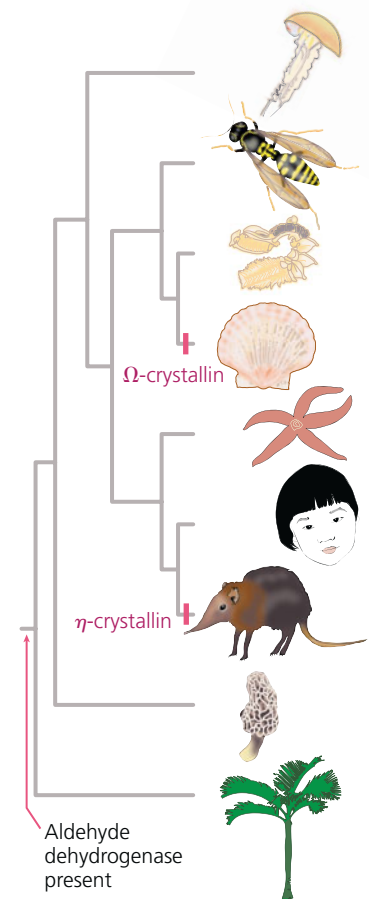 Ω-crystallin
η-crystallin
Aldehyde
dehydrogenase
present